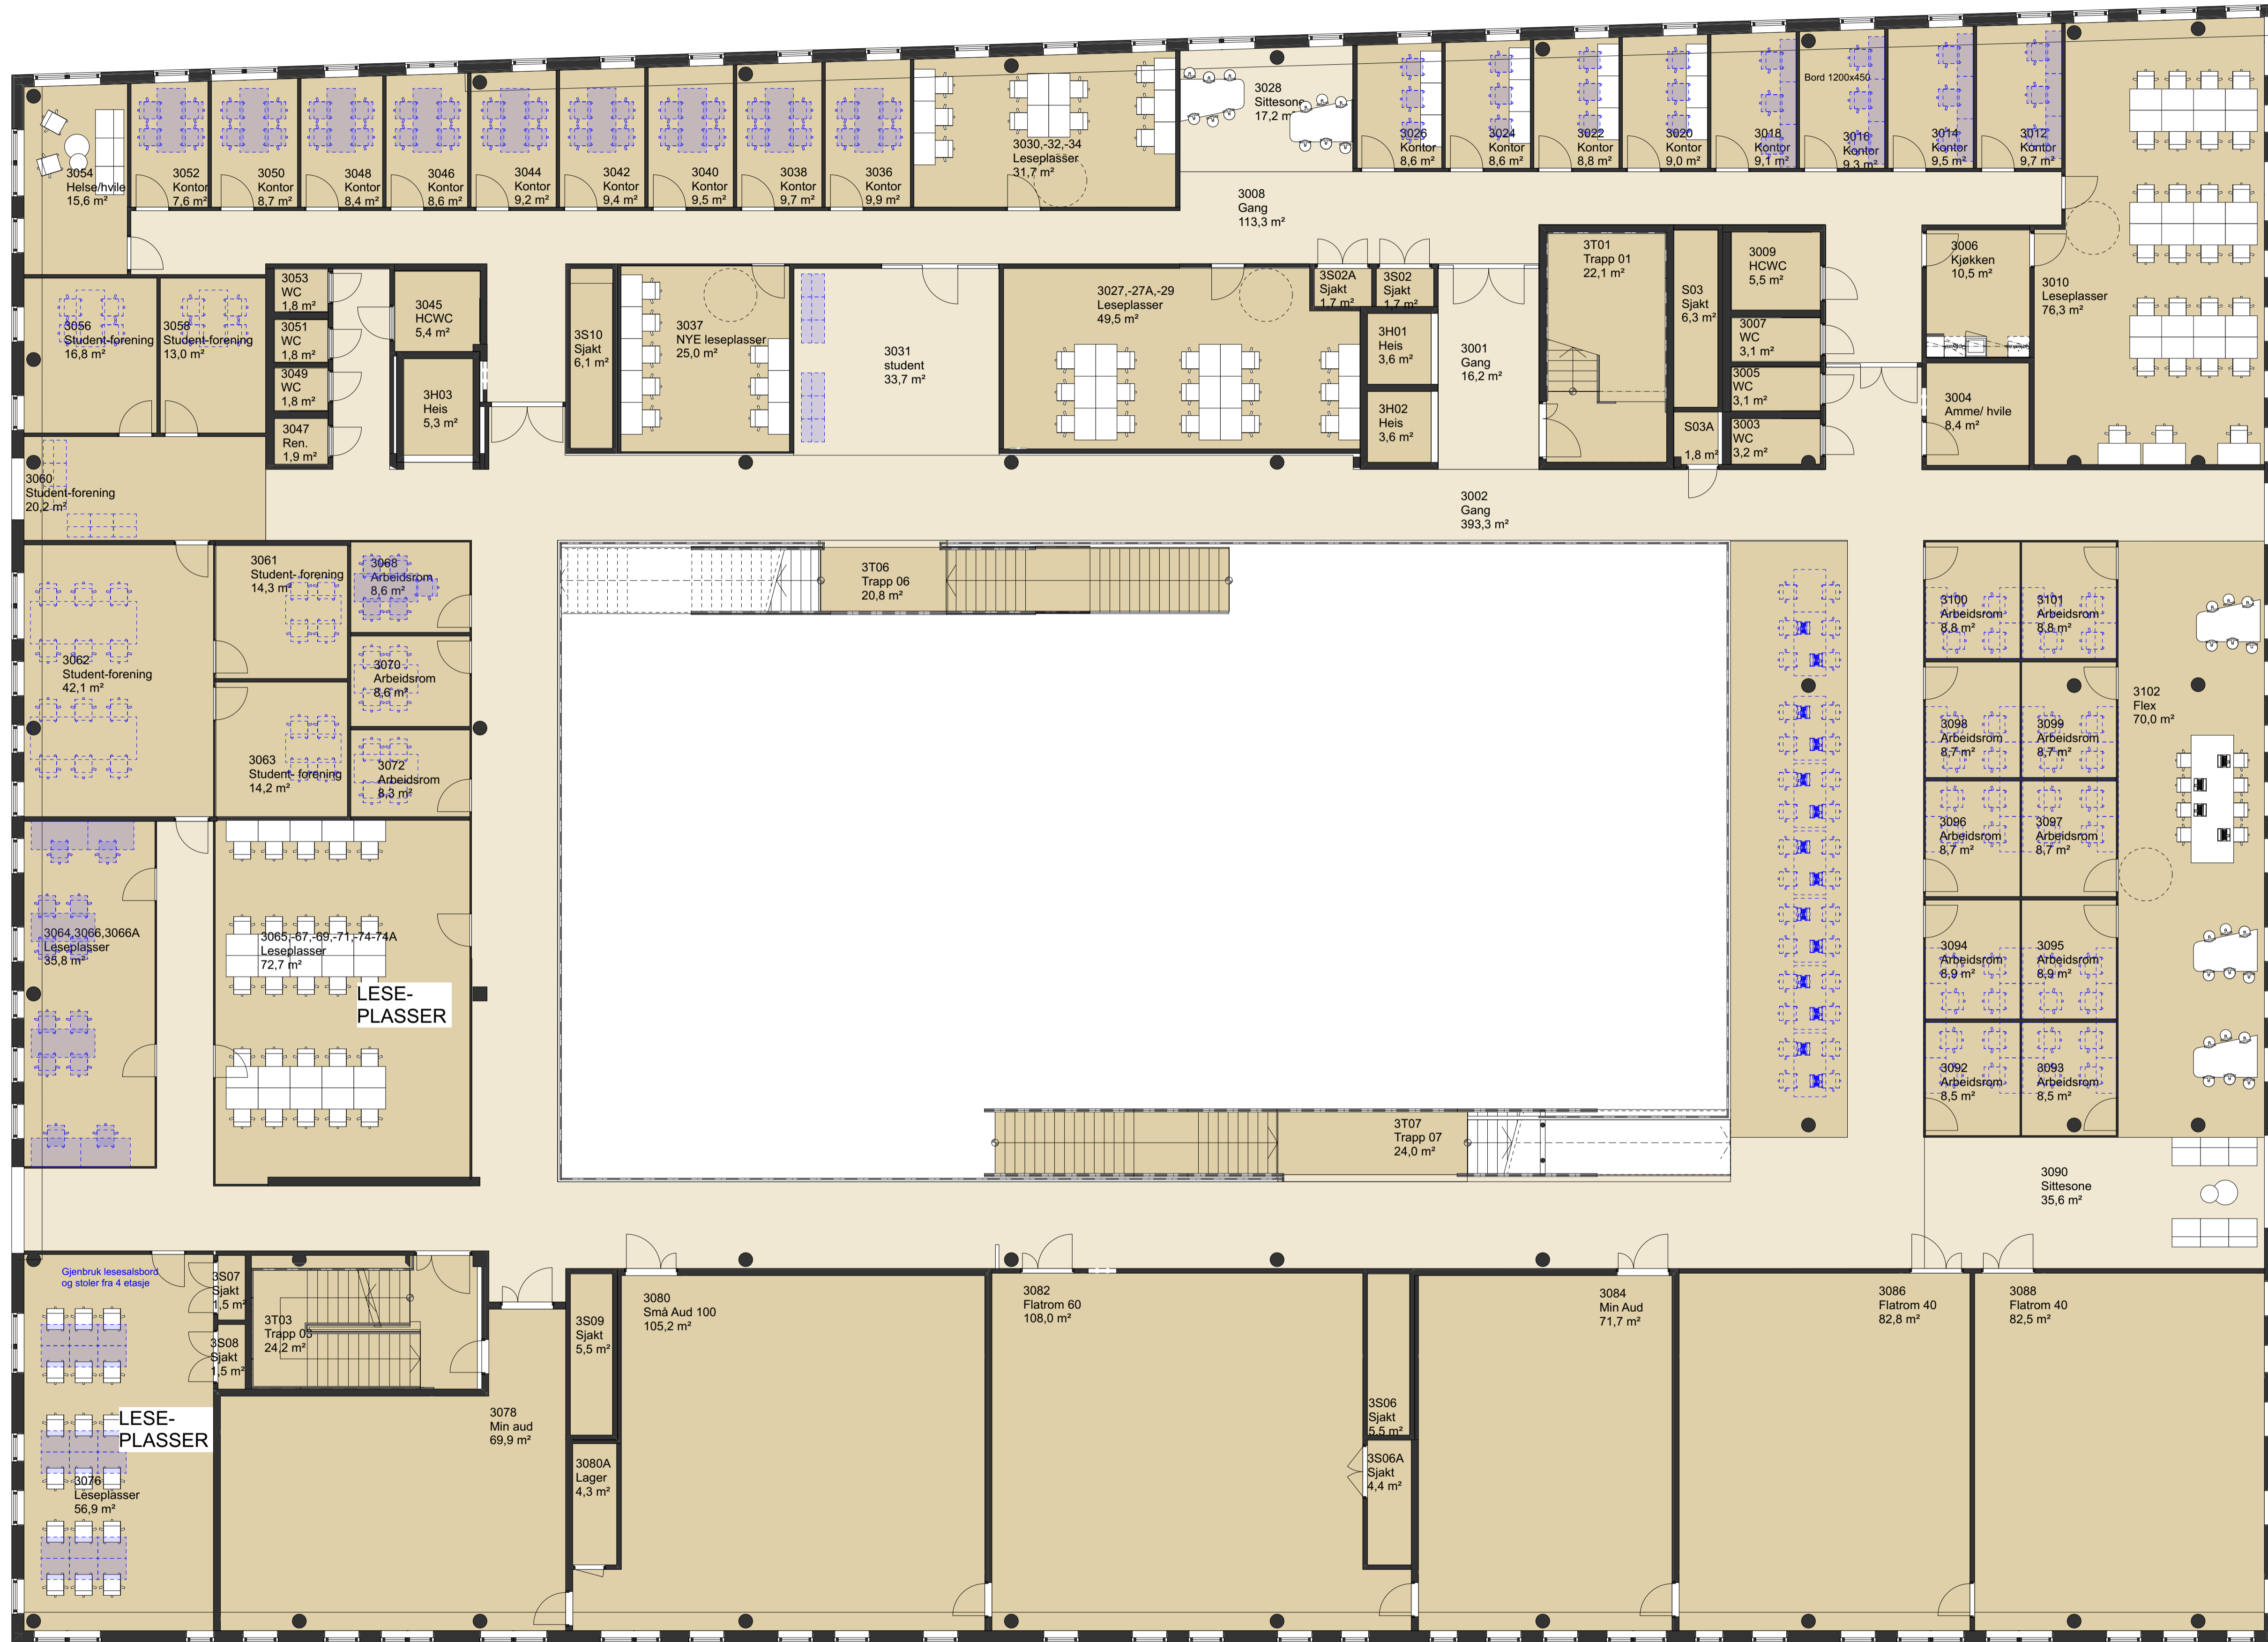 3054
Helse/hvile
15,6 m²
3052
Kontor
7,6 m²
3050
Kontor
8,7 m²
3048
Kontor
8,4 m²
3046
Kontor
8,6 m²
3044
Kontor
9,2 m²
3042
Kontor
9,4 m²
3040
Kontor
9,5 m²
3038
Kontor
9,7 m²
3036
Kontor
9,9 m²
3030,-32,-34
Leseplasser
31,7 m²
3028
Sittesone
17,2 m²
3026
Kontor
8,6 m²
3024
Kontor
8,6 m²
3022
Kontor
8,8 m²
3020
Kontor
9,0 m²
3018
Kontor
9,1 m²
Bord 1200x450
3016
Kontor
9,3 m²
3014
Kontor
9,5 m²
3012
Kontor
9,7 m²
3008
Gang
113,3 m²
3010
Leseplasser
76,3 m²
3006
Kjøkken
10,5 m²
3004
Amme/ hvile
8,4 m²
3009
HCWC
5,5 m²
3007
WC
3,1 m²
3005
WC
3,1 m²
3003
WC
3,2 m²
S03
Sjakt
6,3 m²
S03A
1,8 m²
3T01
Trapp 01
22,1 m²
3001
Gang
16,2 m²
3S02A
Sjakt
1,7 m²
3S02
Sjakt
1,7 m²
3H01
Heis
3,6 m²
3H02
Heis
3,6 m²
3027,-27A,-29
Leseplasser
49,5 m²
3031
student
33,7 m²
3037
NYE leseplasser
25,0 m²
3S10
Sjakt
6,1 m²
3045
HCWC
5,4 m²
3H03
Heis
5,3 m²
3053
WC
1,8 m²
3051
WC
1,8 m²
3049
WC
1,8 m²
3047
Ren.
1,9 m²
3056
Student-forening
16,8 m²
3058
Student-forening
13,0 m²
3060
Student-forening
20,2 m²
3002
Gang
393,3 m²
3061
Student- forening
14,3 m²
3068
Arbeidsrom
8,6 m²
3062
Student-forening
42,1 m²
3070
Arbeidsrom
8,6 m²
3063
Student- forening
14,2 m²
3072
Arbeidsrom
8,3 m²
3T06
Trapp 06
20,8 m²
3100
Arbeidsrom
8,8 m²
3101
Arbeidsrom
8,8 m²
3098
Arbeidsrom
8,7 m²
3099
Arbeidsrom
8,7 m²
3102
Flex
70,0 m²
3096
Arbeidsrom
8,7 m²
3097
Arbeidsrom
8,7 m²
3094
Arbeidsrom
8,9 m²
3095
Arbeidsrom
8,9 m²
3092
Arbeidsrom
8,5 m²
3093
Arbeidsrom
8,5 m²
3064,3066,3066A
Leseplasser
35,8 m²
3065,-67,-69,-71,-74-74A
Leseplasser
72,7 m²
LESE-
PLASSER
3T07
Trapp 07
24,0 m²
3090
Sittesone
35,6 m²
Gjenbruk lesesalsbord
og stoler fra 4 etasje
3S07
Sjakt
1,5 m²
3S08
Sjakt
1,5 m²
3T03
Trapp 03
24,2 m²
LESE-
PLASSER
3076
Leseplasser
56,9 m²
3078
Min aud
69,9 m²
3S09
Sjakt
5,5 m²
3080A
Lager
4,3 m²
3080
Små Aud 100
105,2 m²
3082
Flatrom 60
108,0 m²
3S06
Sjakt
5,5 m²
3S06A
Sjakt
4,4 m²
3084
Min Aud
71,7 m²
3086
Flatrom 40
82,8 m²
3088
Flatrom 40
82,5 m²